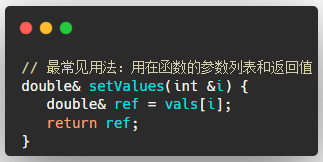 // 最常见用法：用在函数的参数列表和返回值
double& setValues(int &i) {
   double& ref = vals[i];
   return ref;
}